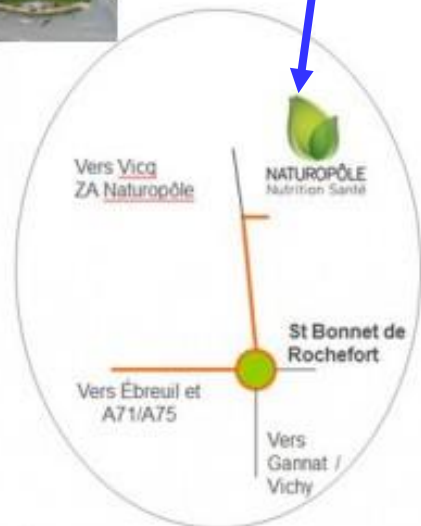 Vers Vicq
ZA Naturopôle
NATUROPÔLE
Nutrition Santé
St Bonnet de
Rochefort
Vers Ébreuil et
A71/A75
Vers
Gannat /
Vichy